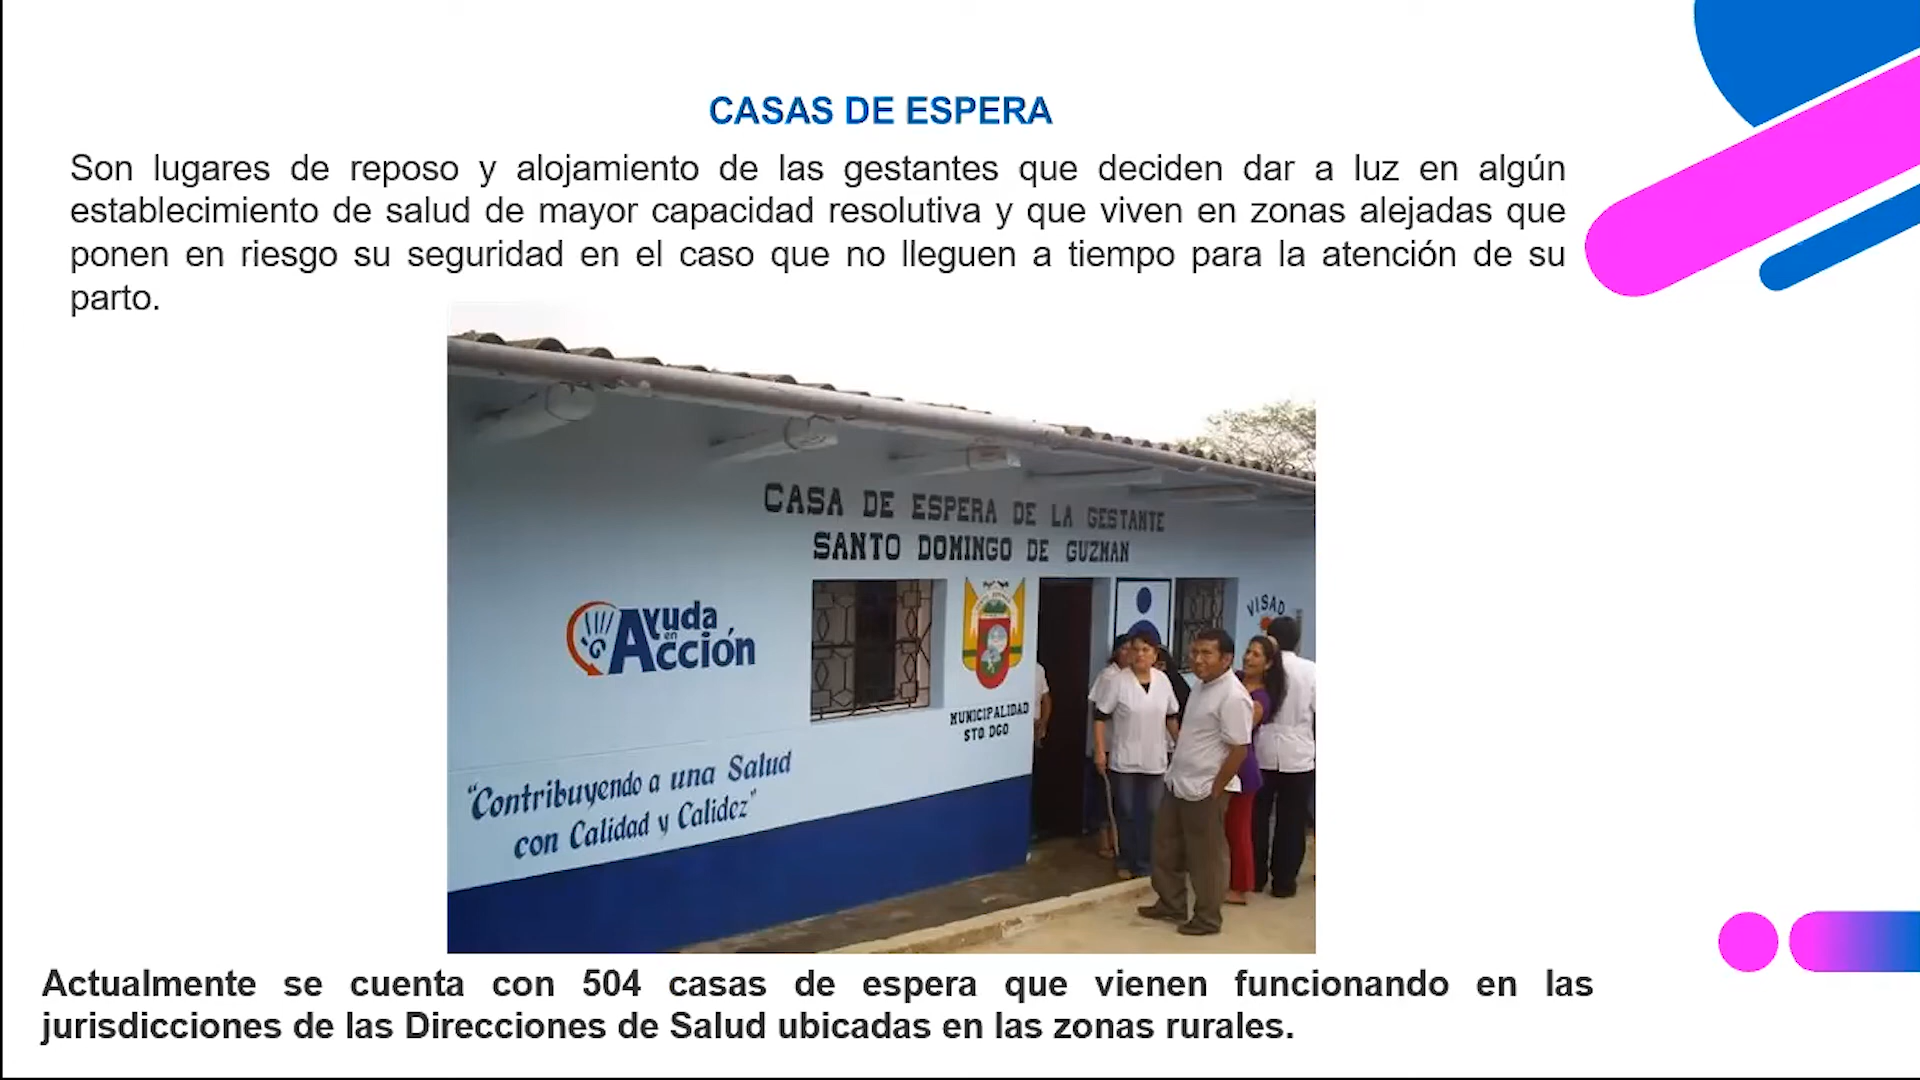 CASAS DE ESPERA
Son lugares de reposo y alojamiento de las gestantes que deciden dar a luz en algún
establecimiento de salud de mayor capacidad resolutiva y que viven en zonas alejadas que
ponen en riesgo su seguridad en el caso que no lleguen a tiempo para la atención de su
parto.
CASA DE ESPERA DE LA GESTANTE
SANTO DOMINGO DE GUZMAN
Ayuda
en
Acción
VISAD
MUNICIPALIDAD
STO DGO
"Contribuyendo a una Salud
con Calidad y Calidez"
Actualmente se cuenta con 504 casas de espera que vienen funcionando en las
jurisdicciones de las Direcciones de Salud ubicadas en las zonas rurales.